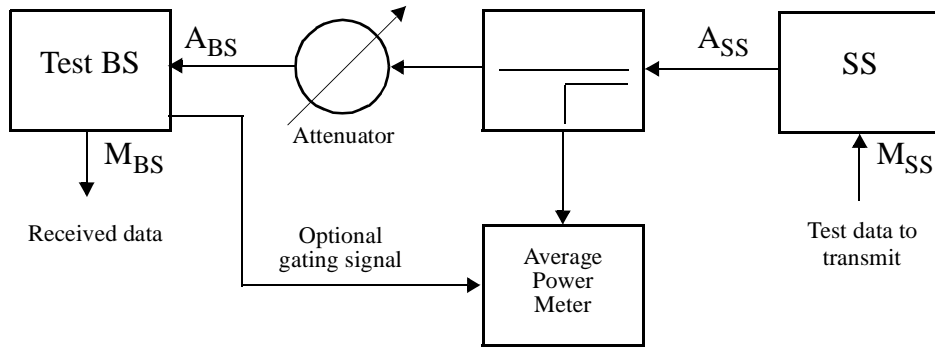 Test BS
A_BS
A_SS
SS
Attenuator
M_BS
M_SS
Received data
Optional
gating signal
Average
Power
Meter
Test data to
transmit